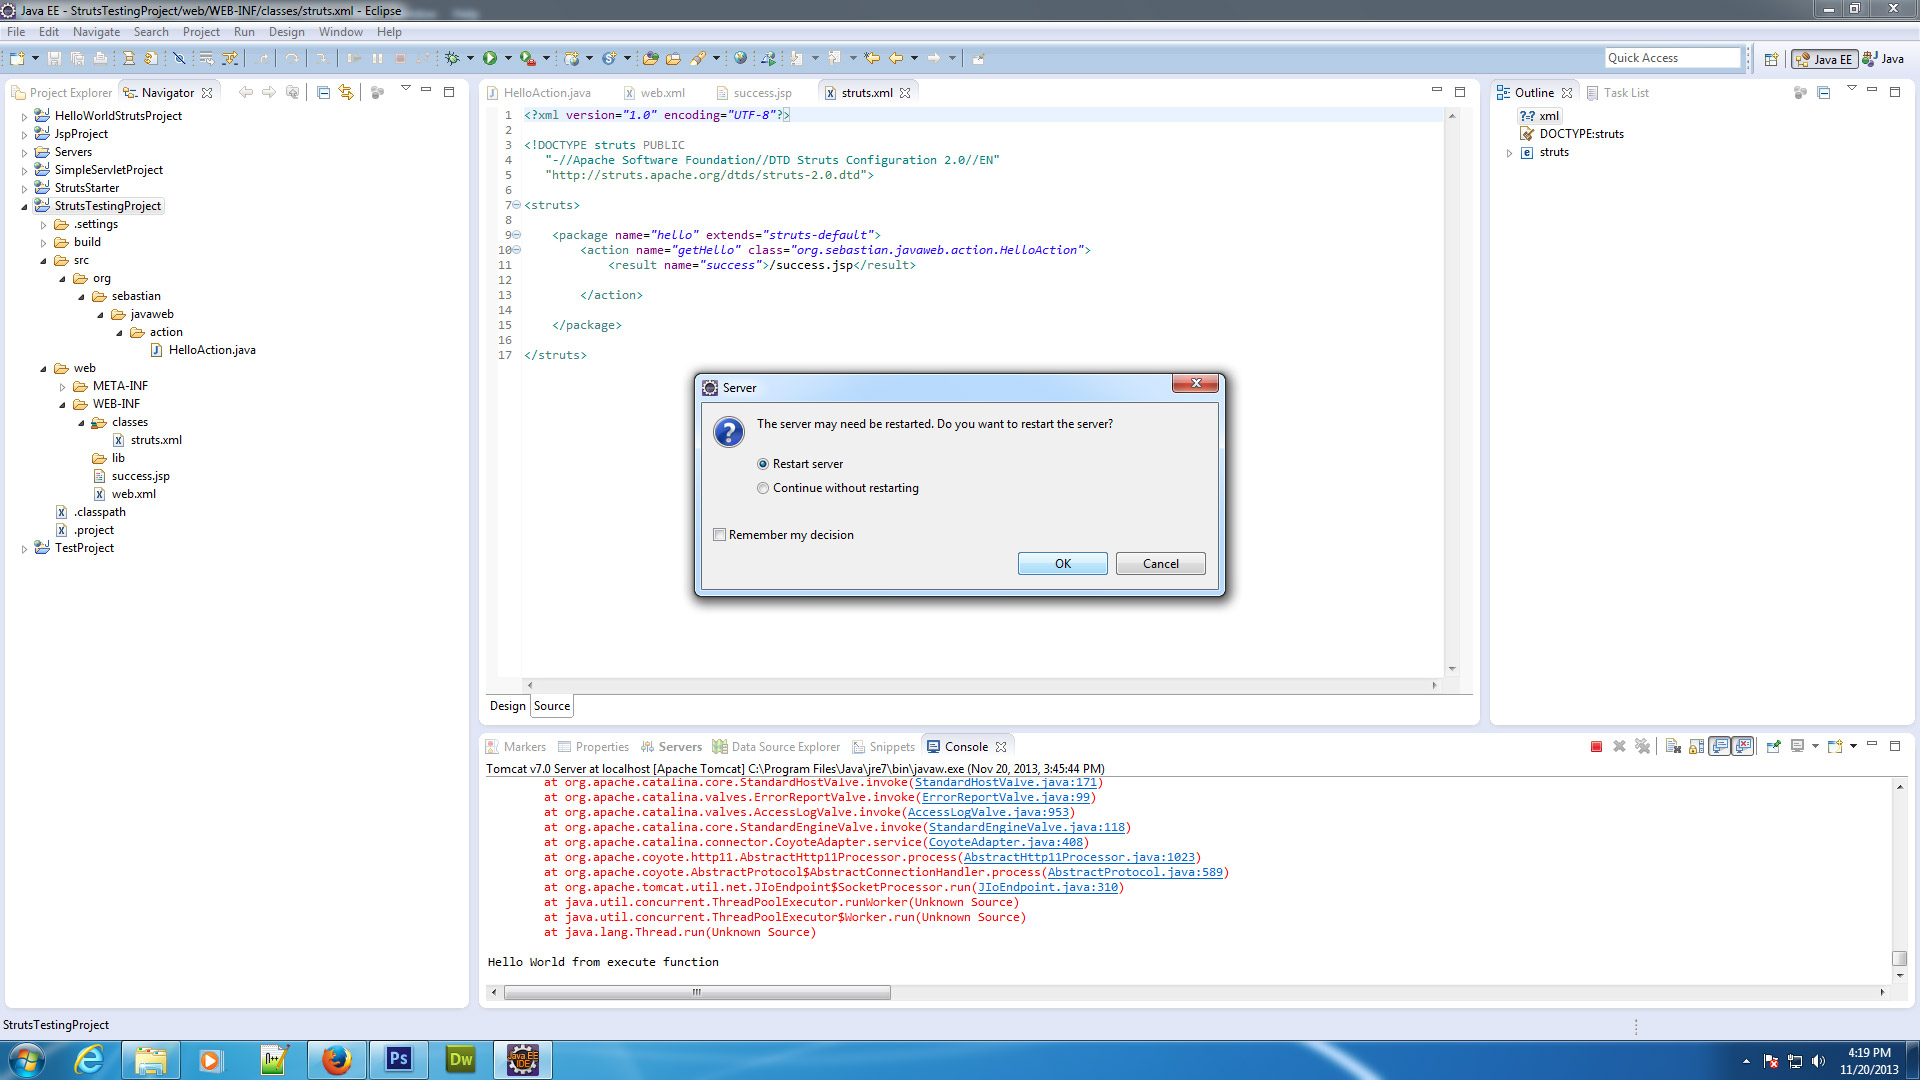 Java EE - StrutsTestingProject/web/WEB-INF/classes/struts.xml - Eclipse
File Edit Navigate Search Project Run Design Window Help
Quick Access
Java EE
Java
Project Explorer
Navigator
HelloWorldStrutsProject
JspProject
Servers
SimpleServletProject
StrutsStarter
StrutsTestingProject
.settings
build
src
org
sebastian
javaweb
action
HelloAction.java
web
META-INF
WEB-INF
classes
struts.xml
lib
success.jsp
web.xml
.classpath
.project
TestProject
HelloAction.java
web.xml
success.jsp
struts.xml
1 <?xml version="1.0" encoding="UTF-8"?>
2
3 <!DOCTYPE struts PUBLIC
4 "-//Apache Software Foundation//DTD Struts Configuration 2.0//EN"
5 "http://struts.apache.org/dtds/struts-2.0.dtd">
6
7 <struts>
8
9 <package name="hello" extends="struts-default">
10 <action name="getHello" class="org.sebastian.javaweb.action.HelloAction">
11 <result name="success">/success.jsp</result>
12
13 </action>
14
15 </package>
16
17 </struts>
Design
Source
Outline
Task List
xml
DOCTYPE:struts
struts
Server
The server may need be restarted. Do you want to restart the server?
Restart server
Continue without restarting
Remember my decision
OK
Cancel
Markers
Properties
Servers
Data Source Explorer
Snippets
Console
Tomcat v7.0 Server at localhost [Apache Tomcat] C:\Program Files\Java\jre7\bin\javaw.exe (Nov 20, 2013, 3:45:44 PM)
at org.apache.catalina.core.StandardHostValve.invoke(StandardHostValve.java:171)
at org.apache.catalina.valves.ErrorReportValve.invoke(ErrorReportValve.java:99)
at org.apache.catalina.valves.AccessLogValve.invoke(AccessLogValve.java:953)
at org.apache.catalina.core.StandardEngineValve.invoke(StandardEngineValve.java:118)
at org.apache.catalina.connector.CoyoteAdapter.service(CoyoteAdapter.java:408)
at org.apache.coyote.http11.AbstractHttp11Processor.process(AbstractHttp11Processor.java:1023)
at org.apache.coyote.AbstractProtocol$AbstractConnectionHandler.process(AbstractProtocol.java:589)
at org.apache.tomcat.util.net.JIoEndpoint$SocketProcessor.run(JIoEndpoint.java:310)
at java.util.concurrent.ThreadPoolExecutor.runWorker(Unknown Source)
at java.util.concurrent.ThreadPoolExecutor$Worker.run(Unknown Source)
at java.lang.Thread.run(Unknown Source)
Hello World from execute function
StrutsTestingProject
Ps
Dw
Java EE
IDE
4:19 PM
11/20/2013